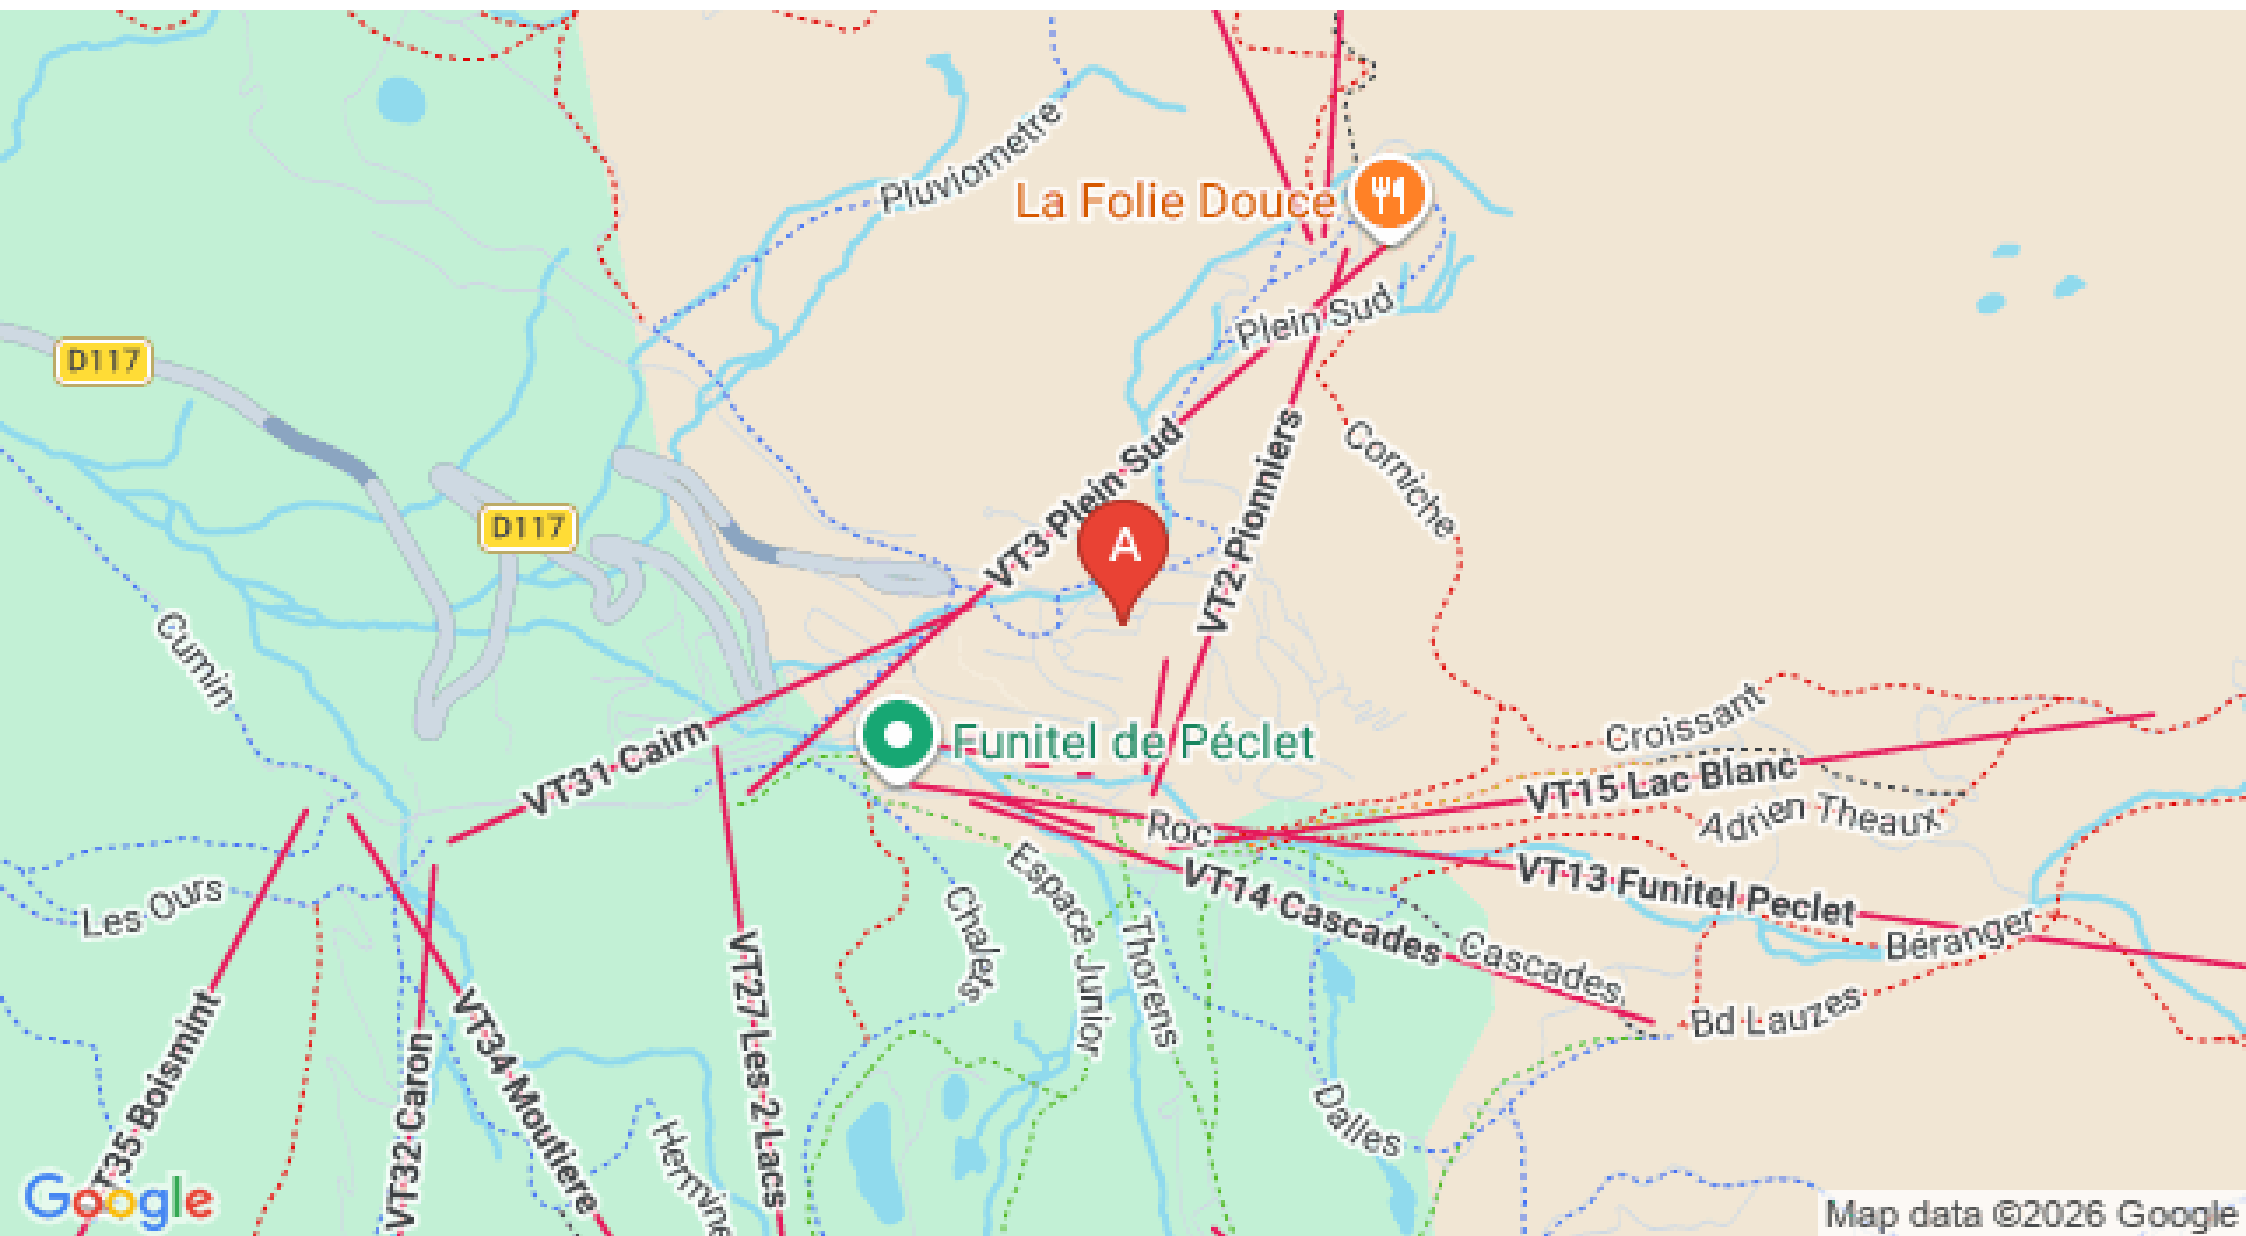 Pluviometre
La Folie Douce
Plein Sud
D117
D117
VT3 Plein Sud
A
VT2 Pionniers
Corniche
Cumin
VT31 Cairn
Funitel de Péclet
Croissant
VT15 Lac Blanc
Adrien Theaux
Roc
VT13 Funitel Peclet
VT14 Cascades
Cascades
Béranger
Bd Lauzes
Les Ours
Chalets
Espace Junior
Thorens
Dalles
VT27 Les 2 Lacs
VT34 Moutiere
VT32 Caron
T35 Boismint
Hermine
Google
Map data ©2026 Google